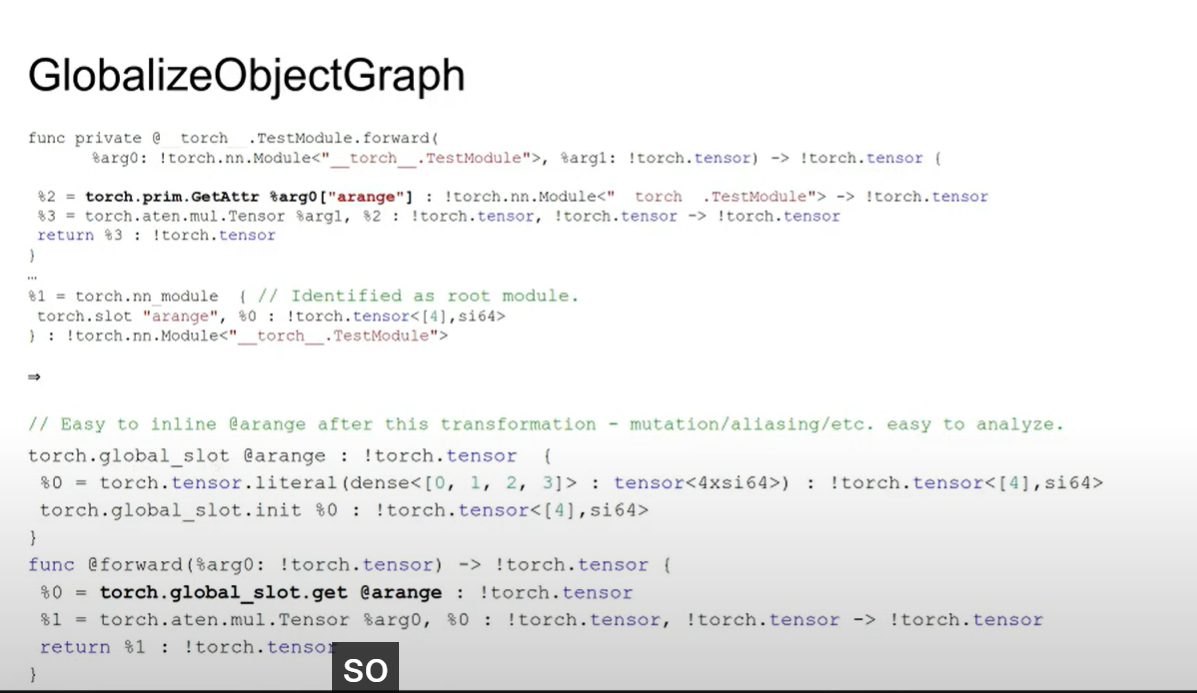 GlobalizeObjectGraph
func private @__torch__.TestModule.forward(
%arg0: !torch.nn.Module<"__torch__.TestModule">, %arg1: !torch.tensor) -> !torch.tensor {
%2 = torch.prim.GetAttr %arg0["arange"] : !torch.nn.Module<"__torch__.TestModule"> -> !torch.tensor
%3 = torch.aten.mul.Tensor %arg1, %2 : !torch.tensor, !torch.tensor -> !torch.tensor
return %3 : !torch.tensor
}
…
%1 = torch.nn_module { // Identified as root module.
torch.slot "arange", %0 : !torch.tensor<[4],si64>
} : !torch.nn.Module<"__torch__.TestModule">
⇒
// Easy to inline @arange after this transformation - mutation/aliasing/etc. easy to analyze.
torch.global_slot @arange : !torch.tensor {
%0 = torch.tensor.literal(dense<[0, 1, 2, 3]> : tensor<4xsi64>) : !torch.tensor<[4],si64>
torch.global_slot.init %0 : !torch.tensor<[4],si64>
}
func @forward(%arg0: !torch.tensor) -> !torch.tensor {
%0 = torch.global_slot.get @arange : !torch.tensor
%1 = torch.aten.mul.Tensor %arg0, %0 : !torch.tensor, !torch.tensor -> !torch.tensor
return %1 : !torch.tensor
}
so